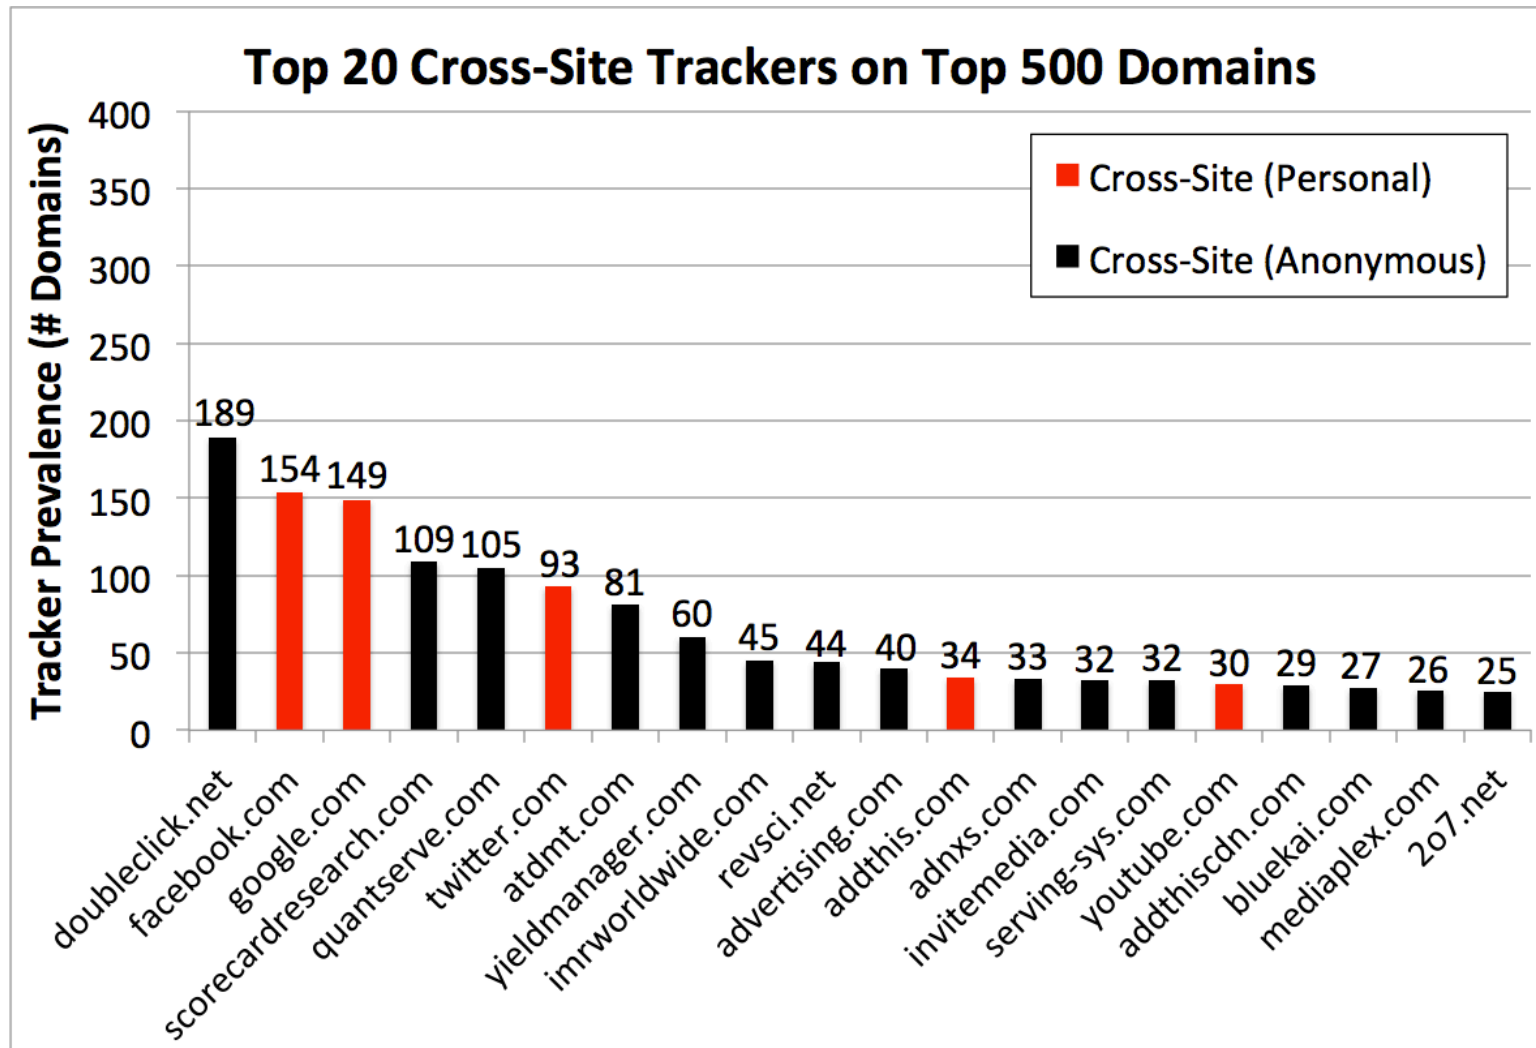 Top 20 Cross-Site Trackers on Top 500 Domains
Tracker Prevalence (# Domains)
400
350
300
250
200
150
100
50
0
Cross-Site (Personal)
Cross-Site (Anonymous)
189
154
149
109
105
93
81
60
45
44
40
34
33
32
32
30
29
27
26
25
doubleclick.net
facebook.com
google.com
scorecardresearch.com
quantserve.com
twitter.com
atdmt.com
yieldmanager.com
imrworldwide.com
revsci.net
advertising.com
addthis.com
adnxs.com
invitemedia.com
serving-sys.com
youtube.com
addthiscdn.com
bluekai.com
mediaplex.com
2o7.net